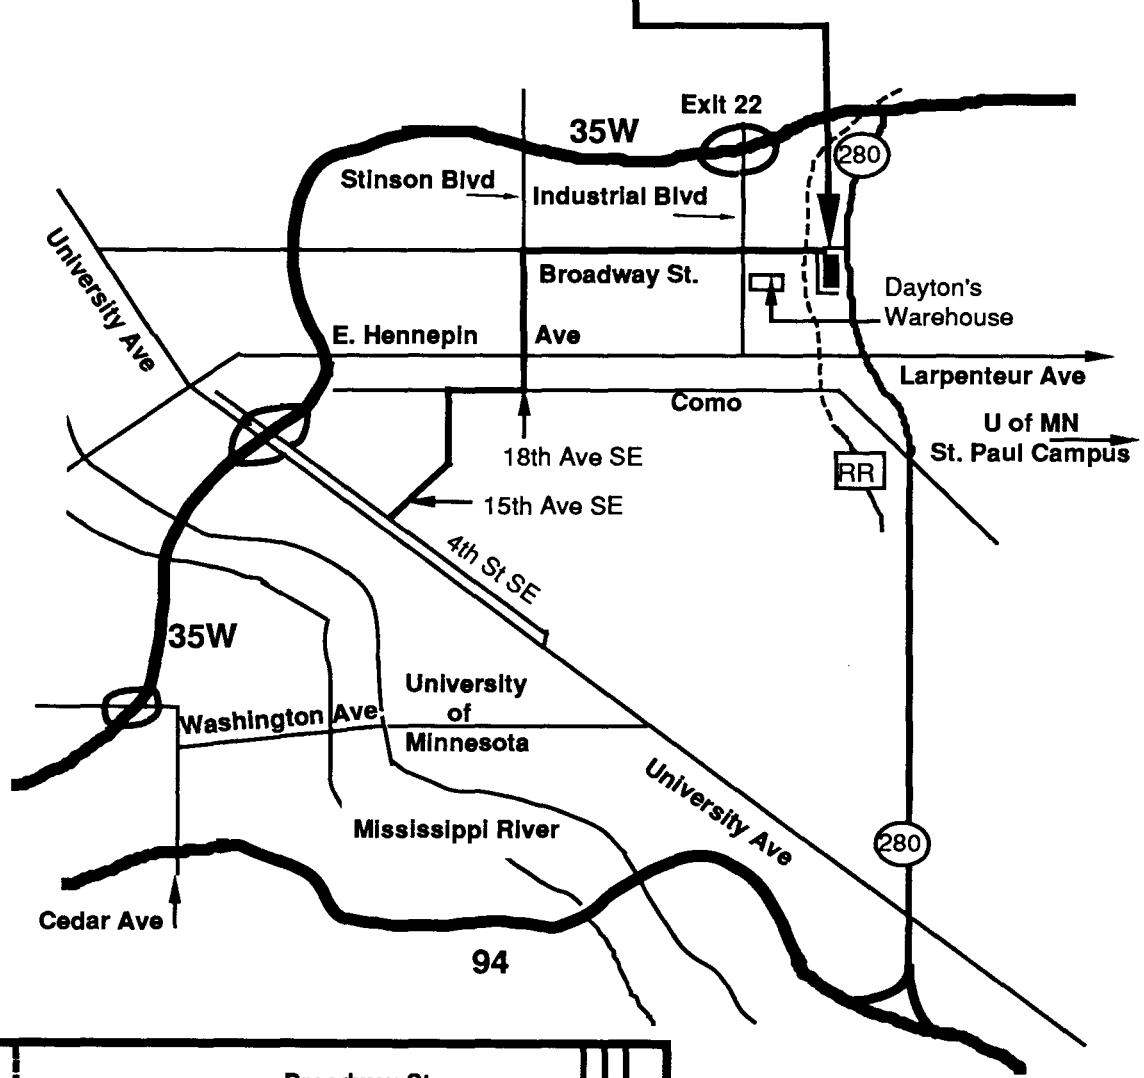 Exit 22
35W
280
Stinson Blvd
Industrial Blvd
University Ave
Broadway St.
Dayton's
Warehouse
E. Hennepin Ave
Larpenteur Ave
Como
U of MN
St. Paul Campus
18th Ave SE
RR
15th Ave SE
4th St SE
35W
University
of
Minnesota
Washington Ave
University Ave
Mississippi River
280
Cedar Ave
94